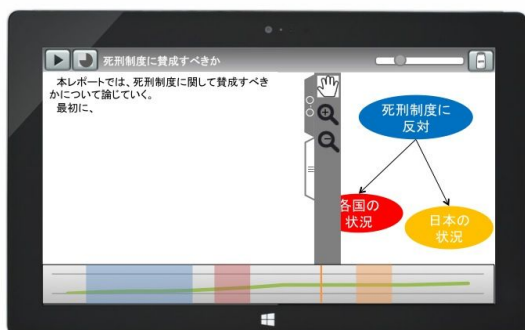 死刑制度に賛成すべきか
本レポートでは、死刑制度に関して賛成すべき
かについて論じていく。
最初に、
死刑制度に
反対
各国の
状況
日本の
状況